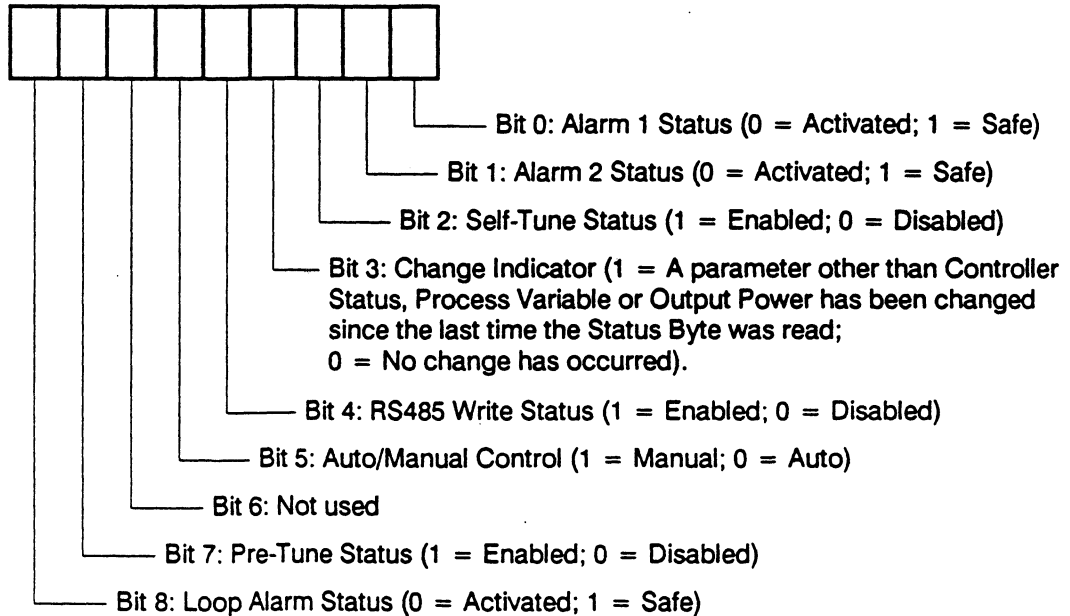 Bit 0: Alarm 1 Status (0 = Activated; 1 = Safe)
Bit 1: Alarm 2 Status (0 = Activated; 1 = Safe)
Bit 2: Self-Tune Status (1 = Enabled; 0 = Disabled)
Bit 3: Change Indicator (1 = A parameter other than Controller
Status, Process Variable or Output Power has been changed
since the last time the Status Byte was read;
0 = No change has occurred).
Bit 4: RS485 Write Status (1 = Enabled; 0 = Disabled)
Bit 5: Auto/Manual Control (1 = Manual; 0 = Auto)
Bit 6: Not used
Bit 7: Pre-Tune Status (1 = Enabled; 0 = Disabled)
Bit 8: Loop Alarm Status (0 = Activated; 1 = Safe)